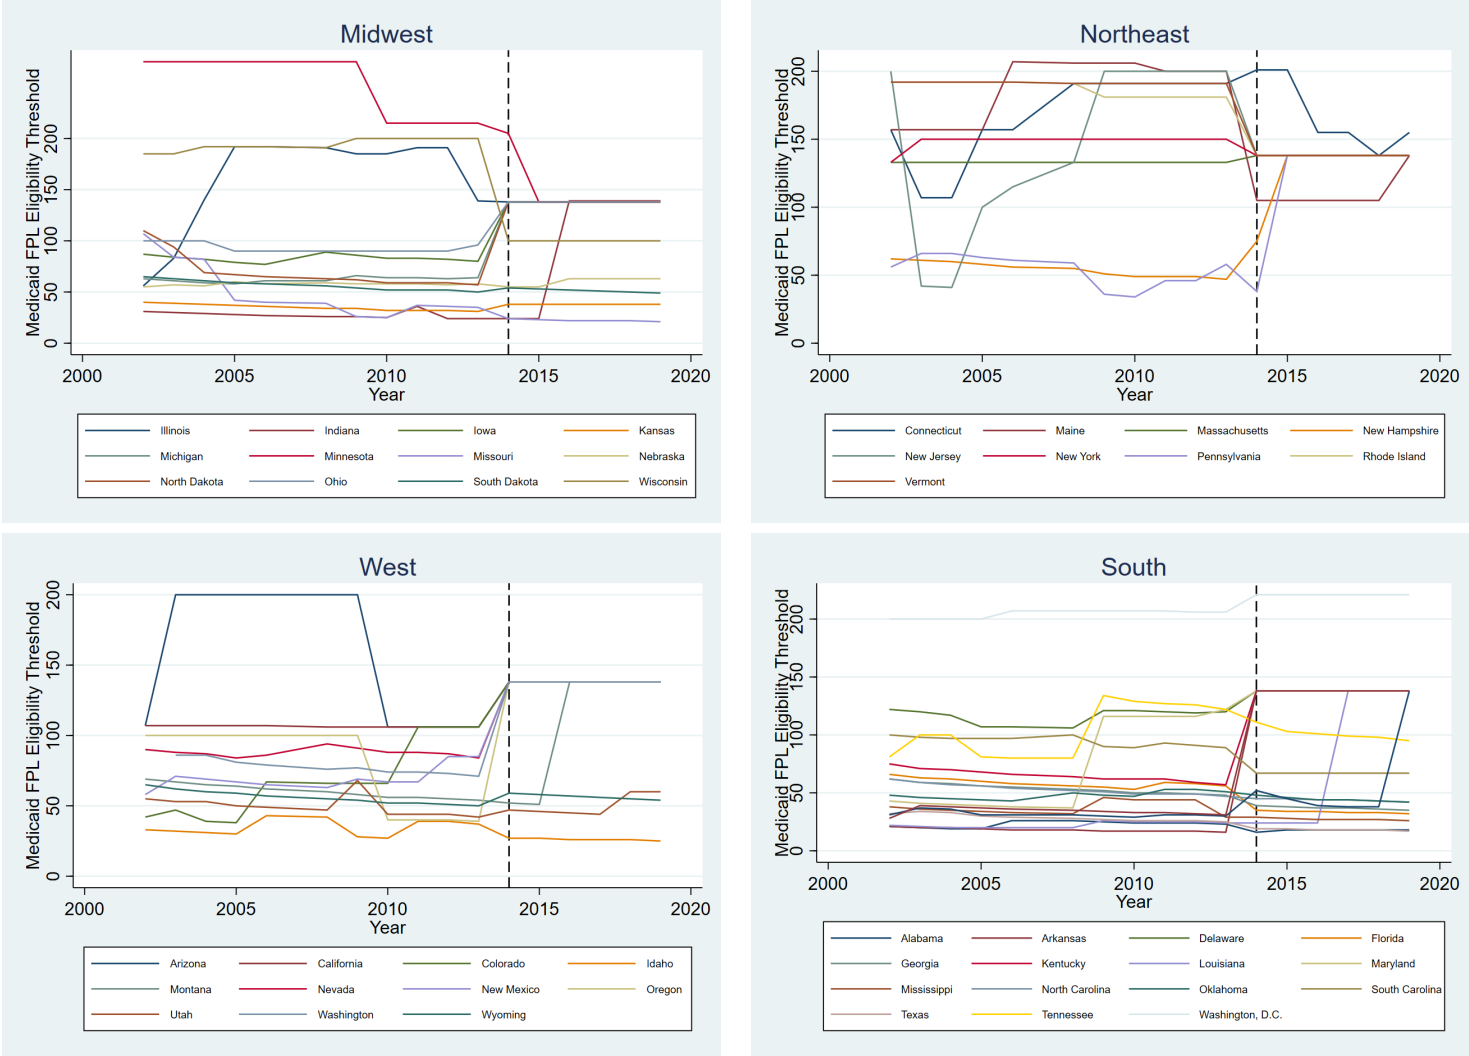 Midwest
Medicaid FPL Eligibility Threshold
200
150
100
50
0
2000 2005 2010 2015 2020
Year
Illinois Indiana Iowa Kansas
Michigan Minnesota Missouri Nebraska
North Dakota Ohio South Dakota Wisconsin
Northeast
Medicaid FPL Eligibility Threshold
200
150
100
50
0
2000 2005 2010 2015 2020
Year
Connecticut Maine Massachusetts New Hampshire
New Jersey New York Pennsylvania Rhode Island
Vermont
West
Medicaid FPL Eligibility Threshold
200
150
100
50
0
2000 2005 2010 2015 2020
Year
Arizona California Colorado Idaho
Montana Nevada New Mexico Oregon
Utah Washington Wyoming
South
Medicaid FPL Eligibility Threshold
200
150
100
50
0
2000 2005 2010 2015 2020
Year
Alabama Arkansas Delaware Florida
Georgia Kentucky Louisiana Maryland
Mississippi North Carolina Oklahoma South Carolina
Texas Tennessee Washington, D.C.